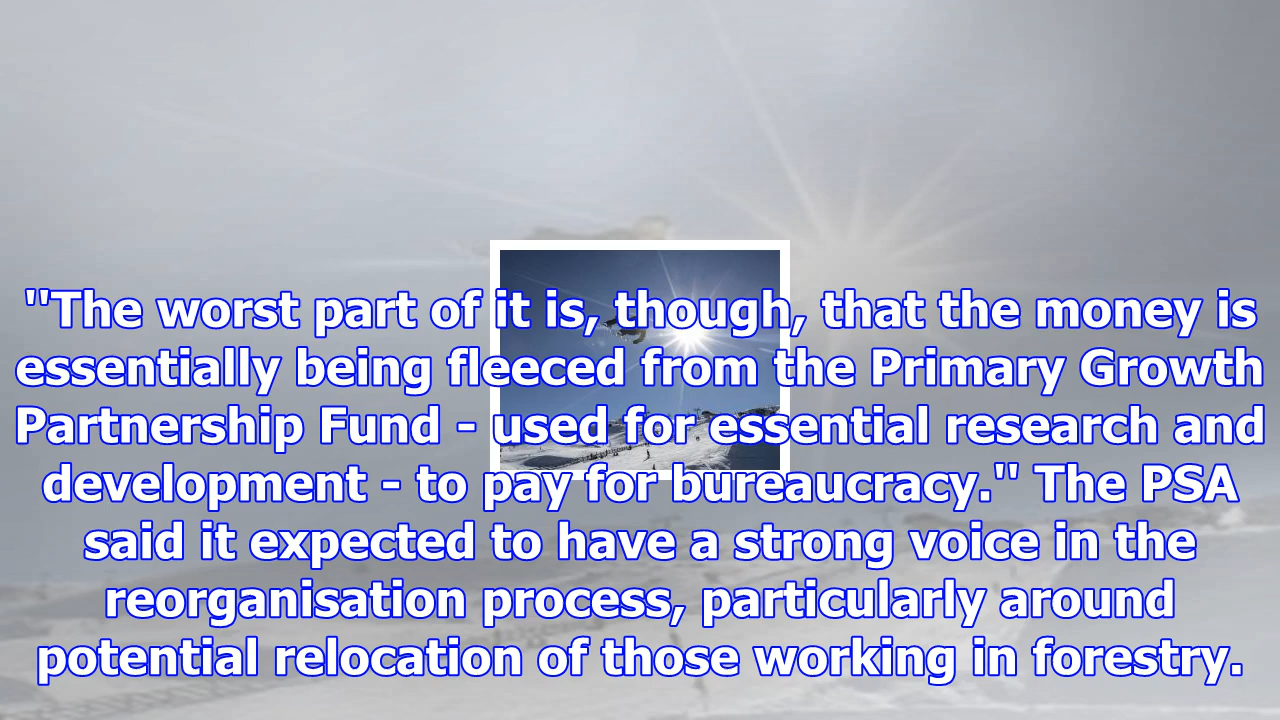 "The worst part of it is, though, that the money is
essentially being fleeced from the Primary Growth
Partnership Fund - used for essential research and
development - to pay for bureaucracy." The PSA
said it expected to have a strong voice in the
reorganisation process, particularly around
potential relocation of those working in forestry.